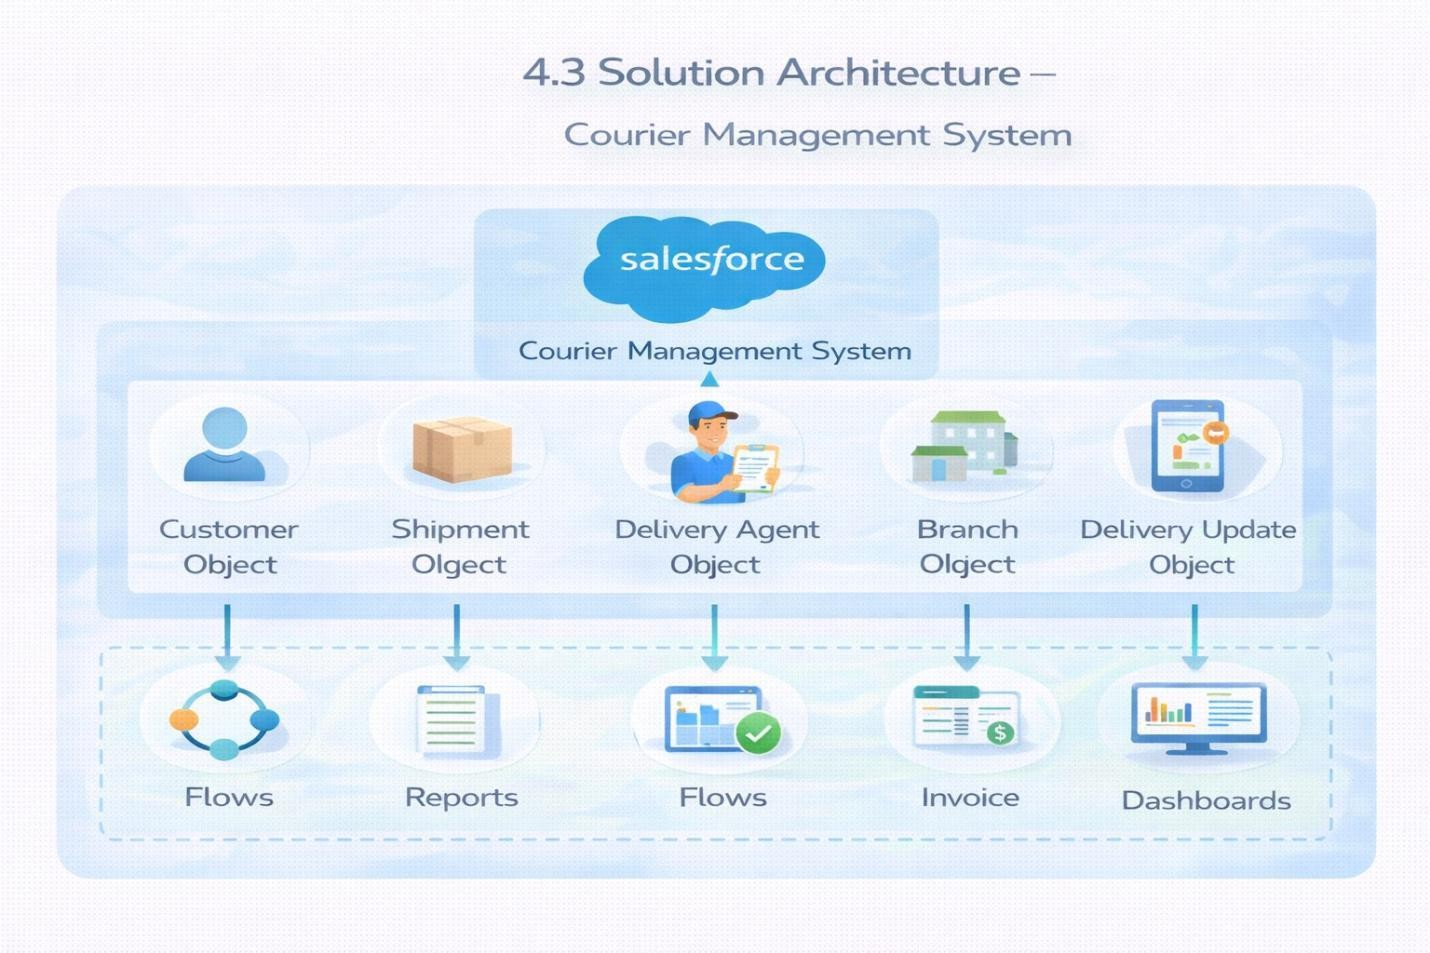 4.3 Solution Architecture –
Courier Management System
salesforce
Courier Management System
Customer
Object
Shipment
Olgect
Delivery Agent
Object
Branch
Olgect
Delivery Update
Object
Flows
Reports
Flows
Invoice
Dashboards